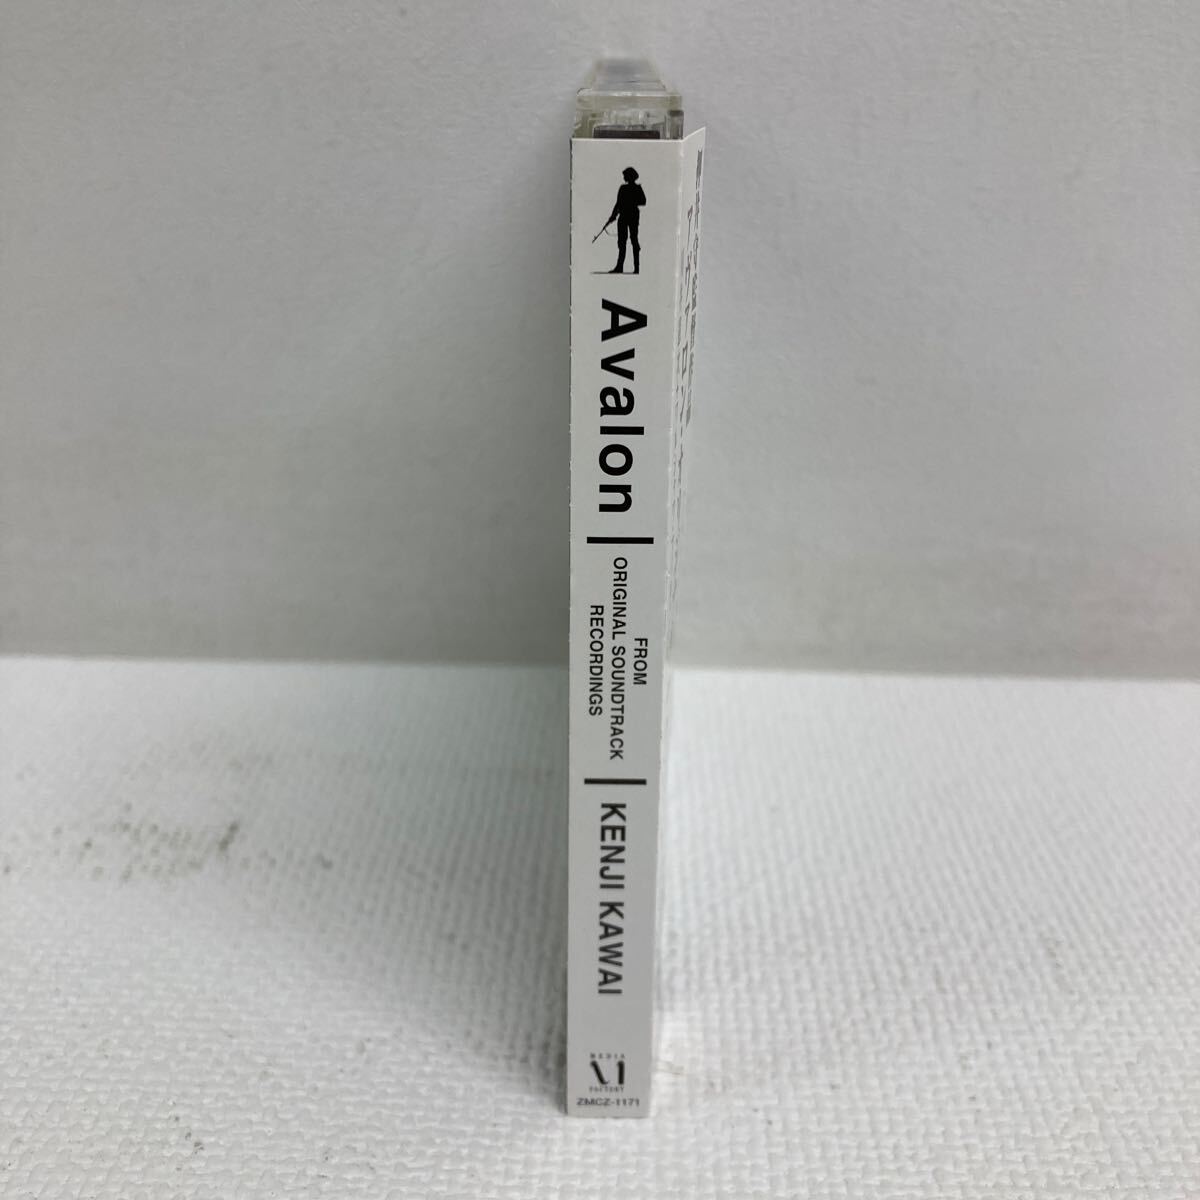 Avalon
FROM
ORIGINAL SOUNDTRACK
RECORDINGS
KENJI KAWAI
MEDIA
FACTORY
ZMCZ-1171